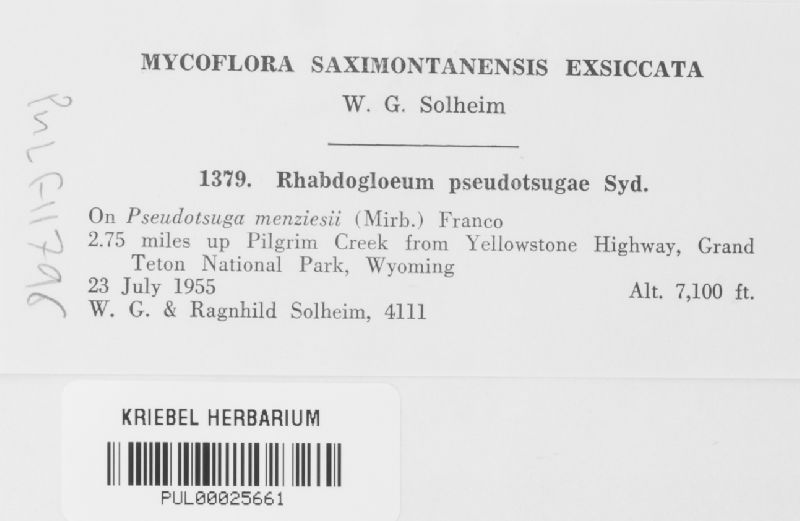 MYCOFLORA SAXIMONTANENSIS EXSICCATA
W. G. Solheim
1379. Rhabdogloeum pseudotsugae Syd.
On Pseudotsuga menziesii (Mirb.) Franco
2.75 miles up Pilgrim Creek from Yellowstone Highway, Grand
Teton National Park, Wyoming
23 July 1955
Alt. 7,100 ft.
W. G. & Ragnhild Solheim, 4111
PUL F11796
KRIEBEL HERBARIUM
PUL00025661